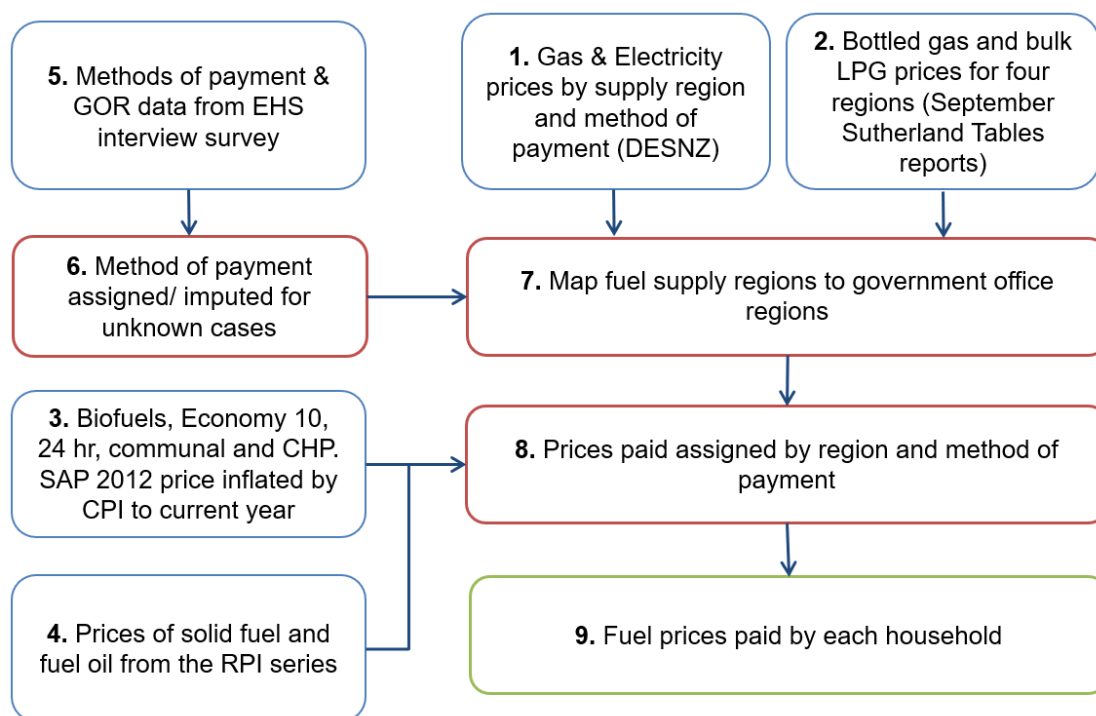 5. Methods of payment &
GOR data from EHS
interview survey
1. Gas & Electricity
prices by supply region
and method of
payment (DESNZ)
2. Bottled gas and bulk
LPG prices for four
regions (September
Sutherland Tables
reports)
6. Method of payment
assigned/ imputed for
unknown cases
7. Map fuel supply regions to government office
regions
3. Biofuels, Economy 10,
24 hr, communal and CHP.
SAP 2012 price inflated by
CPI to current year
8. Prices paid assigned by region and method of
payment
4. Prices of solid fuel and
fuel oil from the RPI series
9. Fuel prices paid by each household